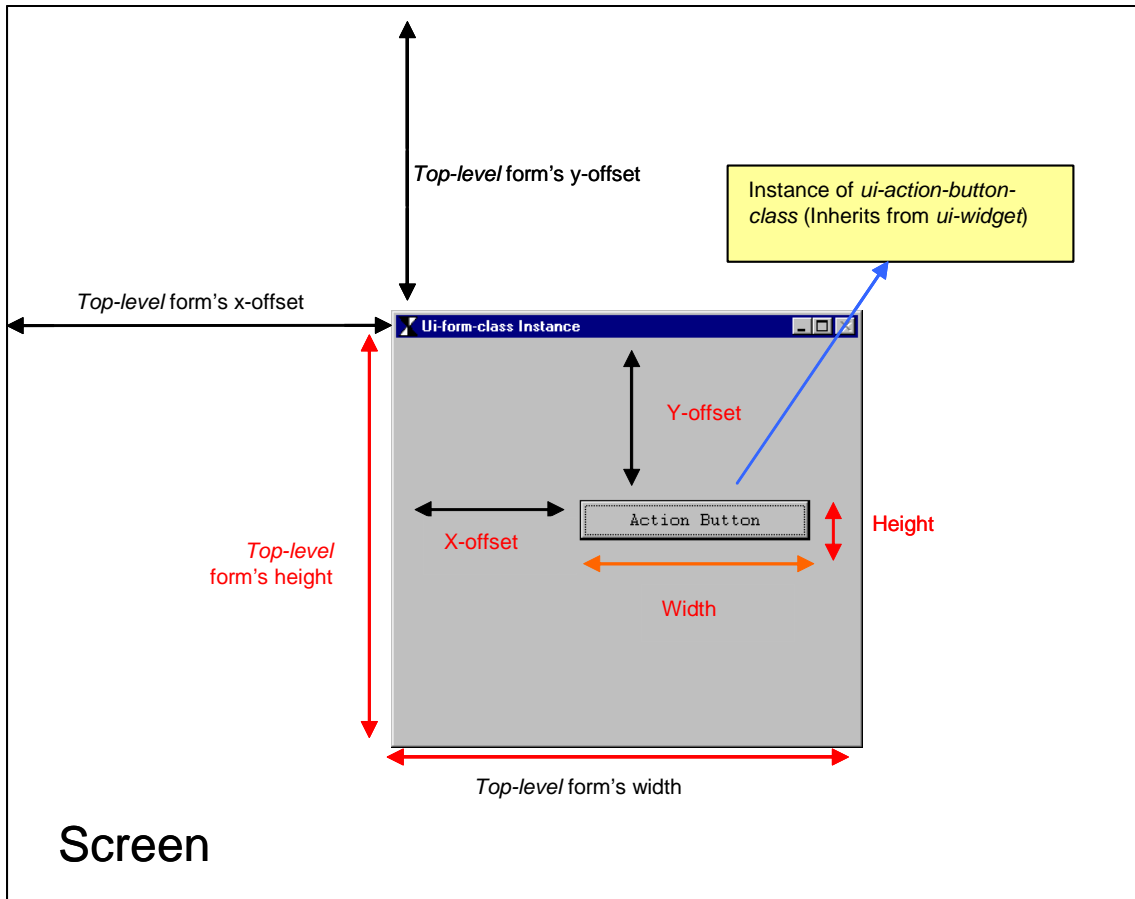 Top-level form's y-offset
Instance of ui-action-button-
class (Inherits from ui-widget)
Top-level form's x-offset
Ui-form-class Instance
Y-offset
Action Button
X-offset
Height
Top-level
form's height
Width
Top-level form's width
Screen